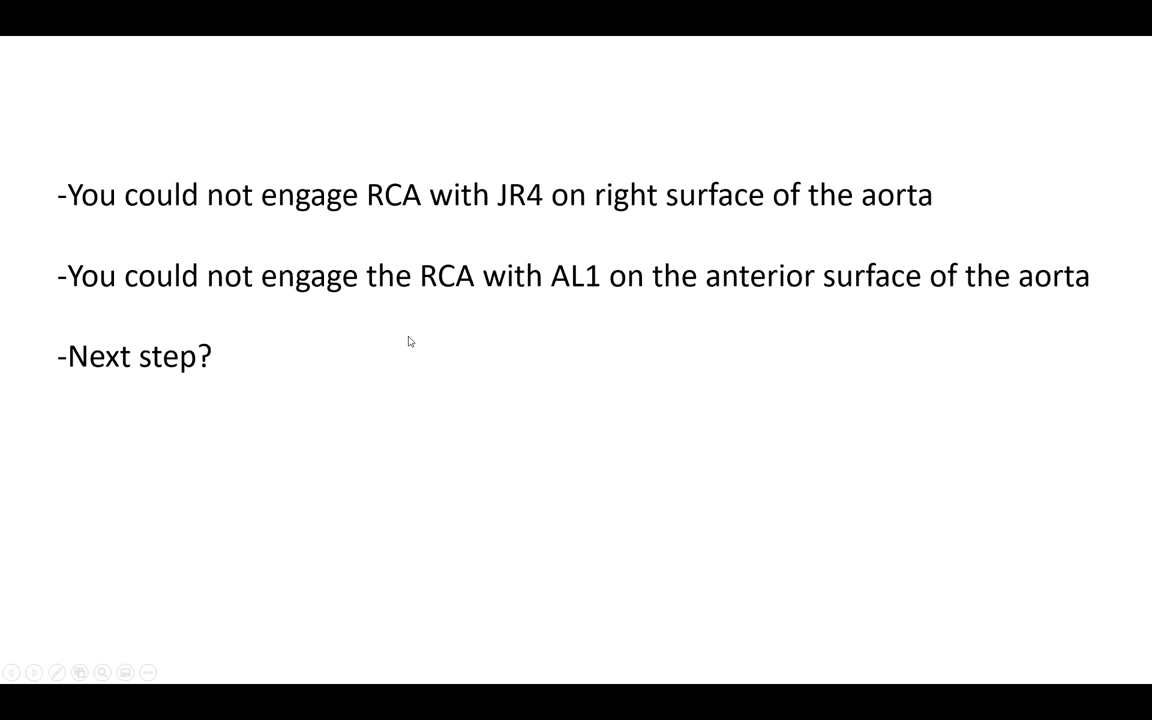 -You could not engage RCA with JR4 on right surface of the aorta
-You could not engage the RCA with AL1 on the anterior surface of the aorta
-Next step?